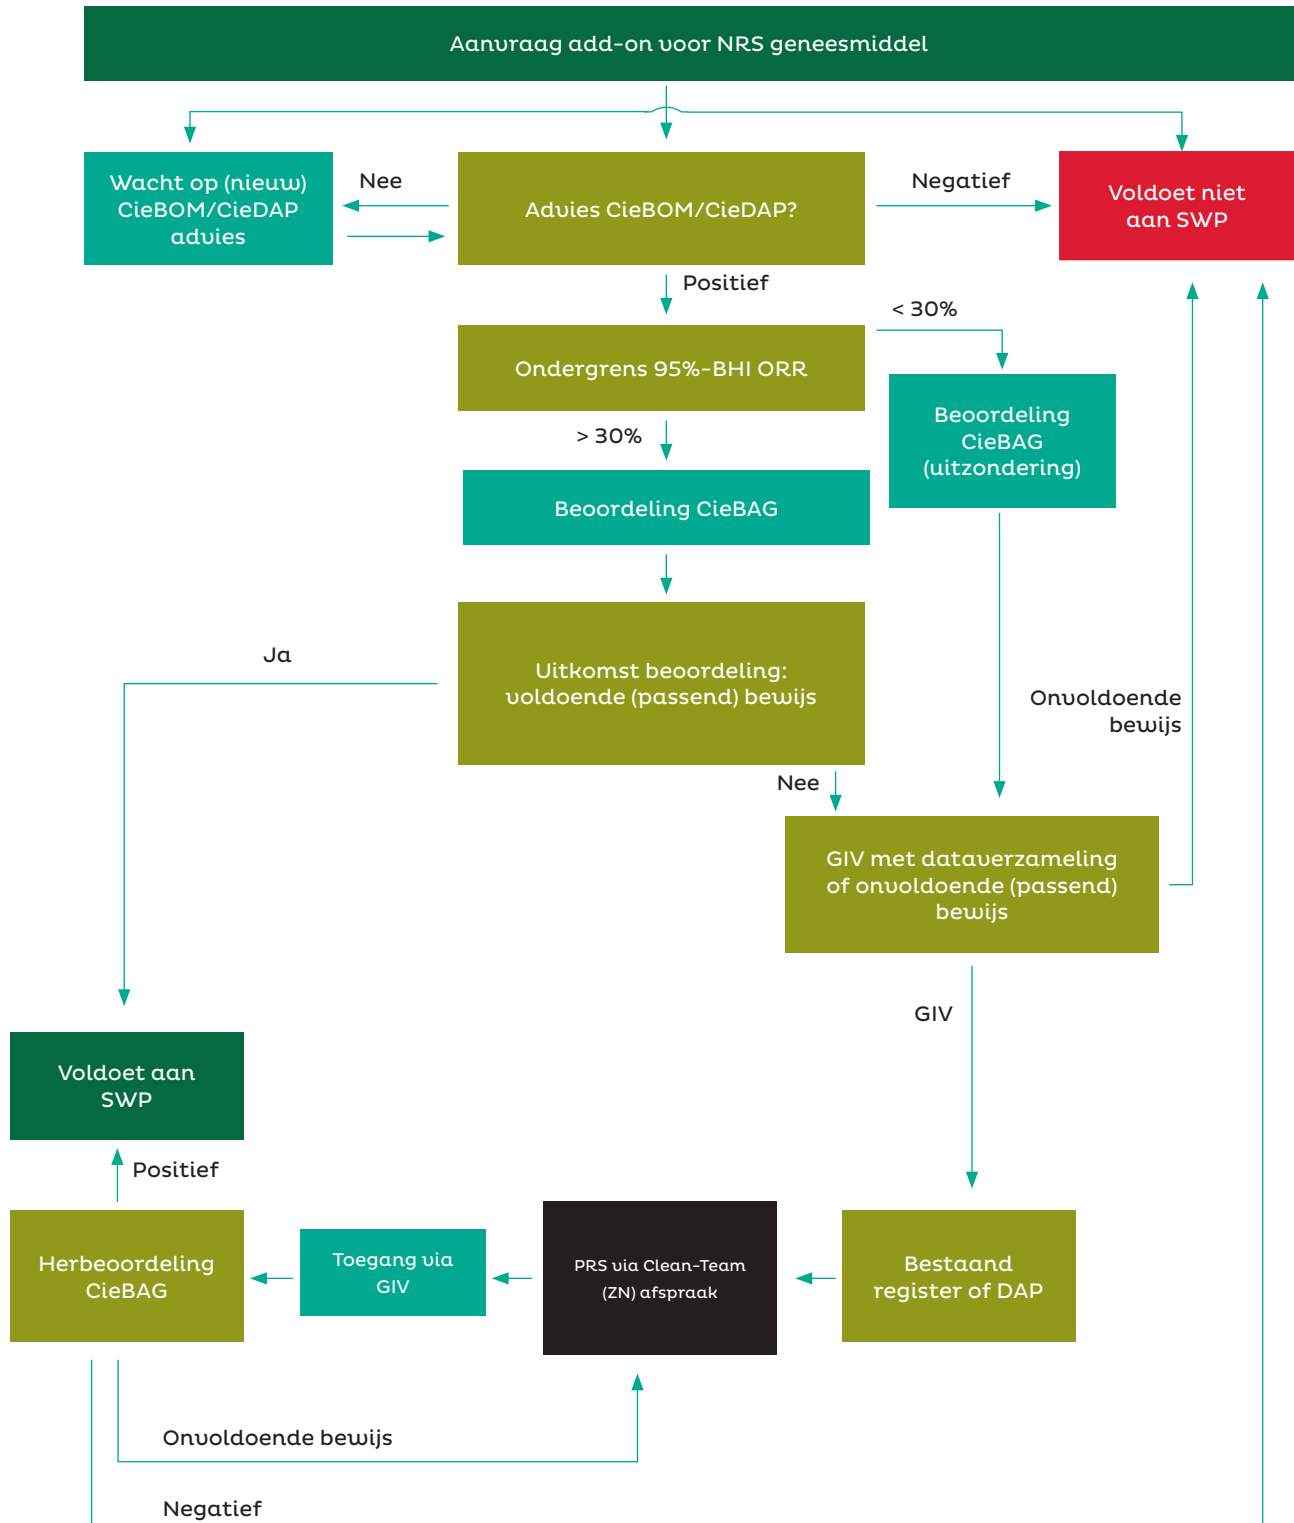 Aanvraag add-on voor NRS geneesmiddel
Wacht op (nieuw)
CieBOM/CieDAP
advies
Nee
Advies CieBOM/CieDAP?
Negatief
Voldoet niet
aan SWP
Positief
< 30%
Ondergrens 95%-BHI ORR
> 30%
Beoordeling
CieBAG
(uitzondering)
Beoordeling CieBAG
Ja
Uitkomst beoordeling:
voldoende (passend) bewijs
Onvoldoende
bewijs
Nee
GIV met dataverzameling
of onvoldoende (passend)
bewijs
GIV
Voldoet aan
SWP
Positief
Herbeoordeling
CieBAG
Toegang via
GIV
PRS via Clean-Team
(ZN) afspraak
Bestaand
register of DAP
Onvoldoende bewijs
Negatief